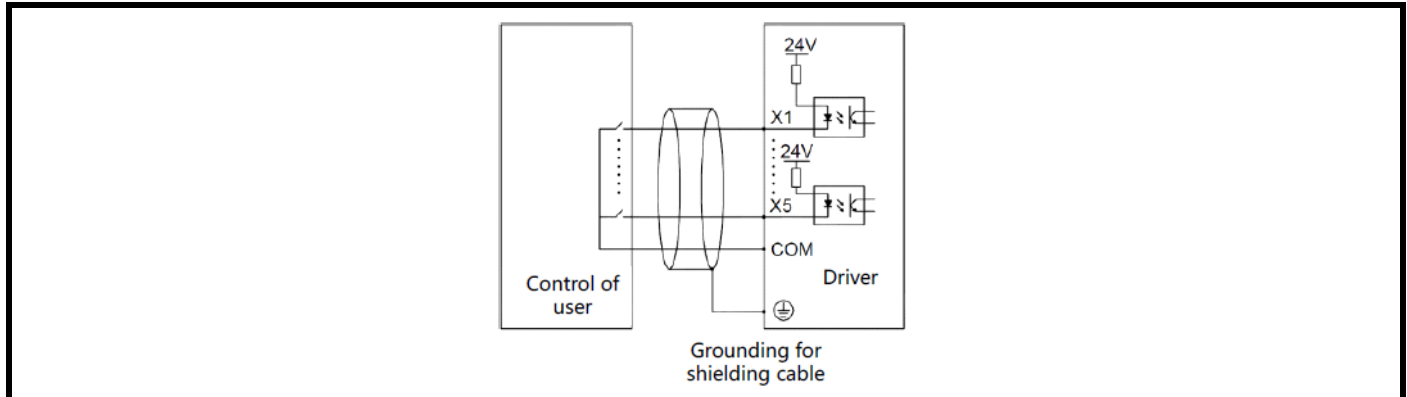 24V
X1
24V
X5
COM
Control of
user
Driver
Grounding for
shielding cable